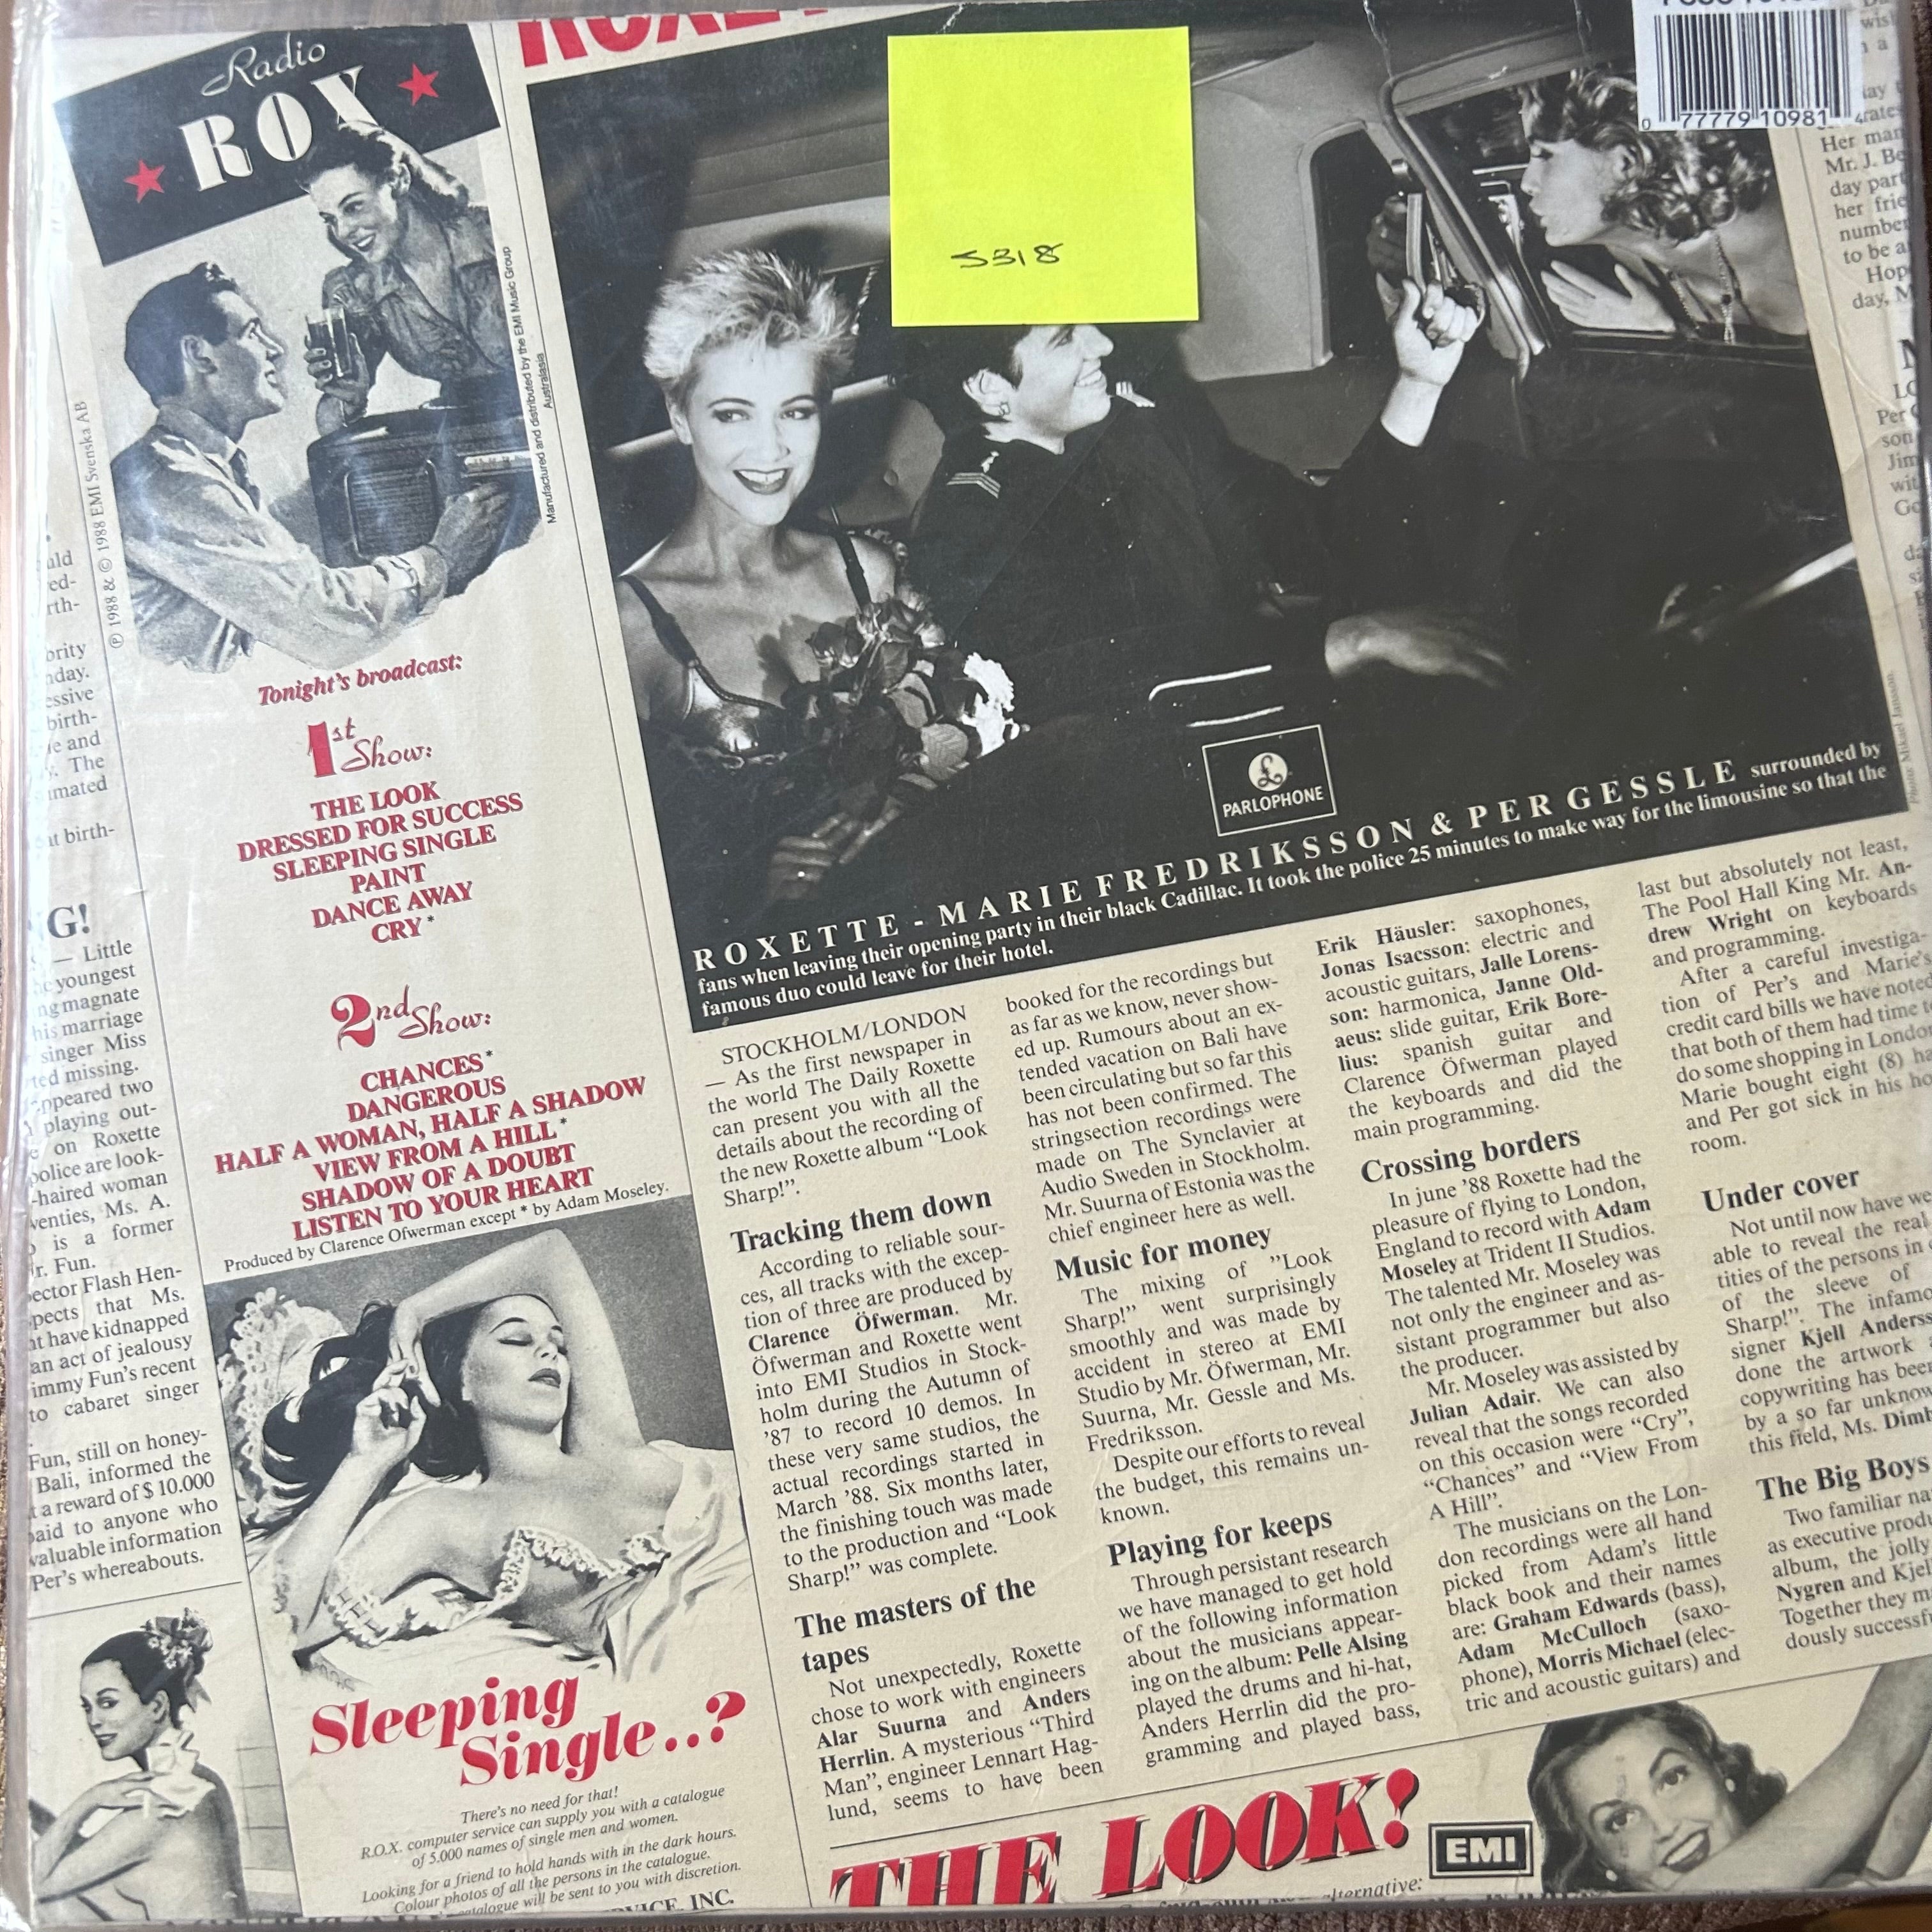 Radio
ROX
Manufactured and distributed by the EMI Music Group
Australasia
℗ 1988 & © 1988 EMI Svenska AB
Tonight's broadcast:
1st
Show:
THE LOOK
DRESSED FOR SUCCESS
SLEEPING SINGLE
PAINT
DANCE AWAY
CRY*
2nd
Show:
CHANCES*
DANGEROUS
HALF A WOMAN, HALF A SHADOW
VIEW FROM A HILL*
SHADOW OF A DOUBT
LISTEN TO YOUR HEART
Produced by Clarence Ofwerman except * by Adam Moseley.
Sleeping
Single..?
There's no need for that!
R.O.X. computer service can supply you with a catalogue
of 5.000 names of single men and women.
Looking for a friend to hold hands with in the dark hours.
Colour photos of all the persons in the catalogue.
catalogue will be sent to you with discretion.
INC.
5318
0 77777910981 4
PARLOPHONE
ROXETTE - MARIE FREDRIKSSON & PER GESSLE surrounded by
fans when leaving their opening party in their black Cadillac. It took the police 25 minutes to make way for the limousine so that the
famous duo could leave for their hotel.
STOCKHOLM/LONDON
— As the first newspaper in
the world The Daily Roxette
can present you with all the
details about the recording of
the new Roxette album “Look
Sharp!”.
Tracking them down
According to reliable sour-
ces, all tracks with the excep-
tion of three are produced by
Clarence Öfwerman. Mr.
Öfwerman and Roxette went
into EMI Studios in Stock-
holm during the Autumn of
'87 to record 10 demos. In
these very same studios, the
actual recordings started in
March '88. Six months later,
the finishing touch was made
to the production and “Look
Sharp!” was complete.
The masters of the
tapes
Not unexpectedly, Roxette
chose to work with engineers
Alar Suurna and Anders
Herrlin. A mysterious “Third
Man”, engineer Lennart Hag-
lund, seems to have been
booked for the recordings but
as far as we know, never show-
ed up. Rumours about an ex-
tended vacation on Bali have
been circulating but so far this
has not been confirmed. The
stringsection recordings were
made on The Synclavier at
Audio Sweden in Stockholm.
Mr. Suurna of Estonia was the
chief engineer here as well.
Music for money
The mixing of ”Look
Sharp!” went surprisingly
smoothly and was made by
accident in stereo at EMI
Studio by Mr. Öfwerman, Mr.
Suurna, Mr. Gessle and Ms.
Fredriksson.
Despite our efforts to reveal
the budget, this remains un-
known.
Playing for keeps
Through persistant research
we have managed to get hold
of the following information
about the musicians appear-
ing on the album: Pelle Alsing
played the drums and hi-hat,
Anders Herrlin did the pro-
gramming and played bass,
Erik Häusler: saxophones,
Jonas Isacsson: electric and
acoustic guitars, Jalle Lorens-
son: harmonica, Janne Old-
aeus: slide guitar, Erik Bore-
lius: spanish guitar and
Clarence Öfwerman played
the keyboards and did the
main programming.
Crossing borders
In june '88 Roxette had the
pleasure of flying to London,
England to record with Adam
Moseley at Trident II Studios.
The talented Mr. Moseley was
not only the engineer and as-
sistant programmer but also
the producer.
Mr. Moseley was assisted by
Julian Adair. We can also
reveal that the songs recorded
on this occasion were “Cry”,
“Chances” and “View From
A Hill”.
The musicians on the Lon-
don recordings were all hand
picked from Adam's little
black book and their names
are: Graham Edwards (bass),
Adam McCulloch (saxo-
phone), Morris Michael (elec-
tric and acoustic guitars) and
last but absolutely not least,
The Pool Hall King Mr. An-
drew Wright on keyboards
and programming.
After a careful investiga-
tion of Per's and Marie's
credit card bills we have noted
that both of them had time
do some shopping in London
Marie bought eight (8)
and Per got sick in his
room.
Under cover
Not until now have
able to reveal the real
tities of the persons in
of the sleeve of
Sharp!”. The
signer Kjell
done the artwork
copywriting has been
by a so far
this field, Ms.
The Big Boys
Two familiar
as executive
album, the jolly
Nygren and
Together they
THE LOOK!
EMI
alternative:
G!
— Little
youngest
magnate
his marriage
singer Miss
missing.
two
playing out-
on Roxette
police are look-
-haired woman
Ms. A.
is a former
Fun.
Flash Hen-
that Ms.
have kidnapped
an act of jealousy
Fun's recent
to cabaret singer
Fun, still on honey-
Bali, informed the
a reward of $ 10.000
to anyone who
valuable information
Per's whereabouts.